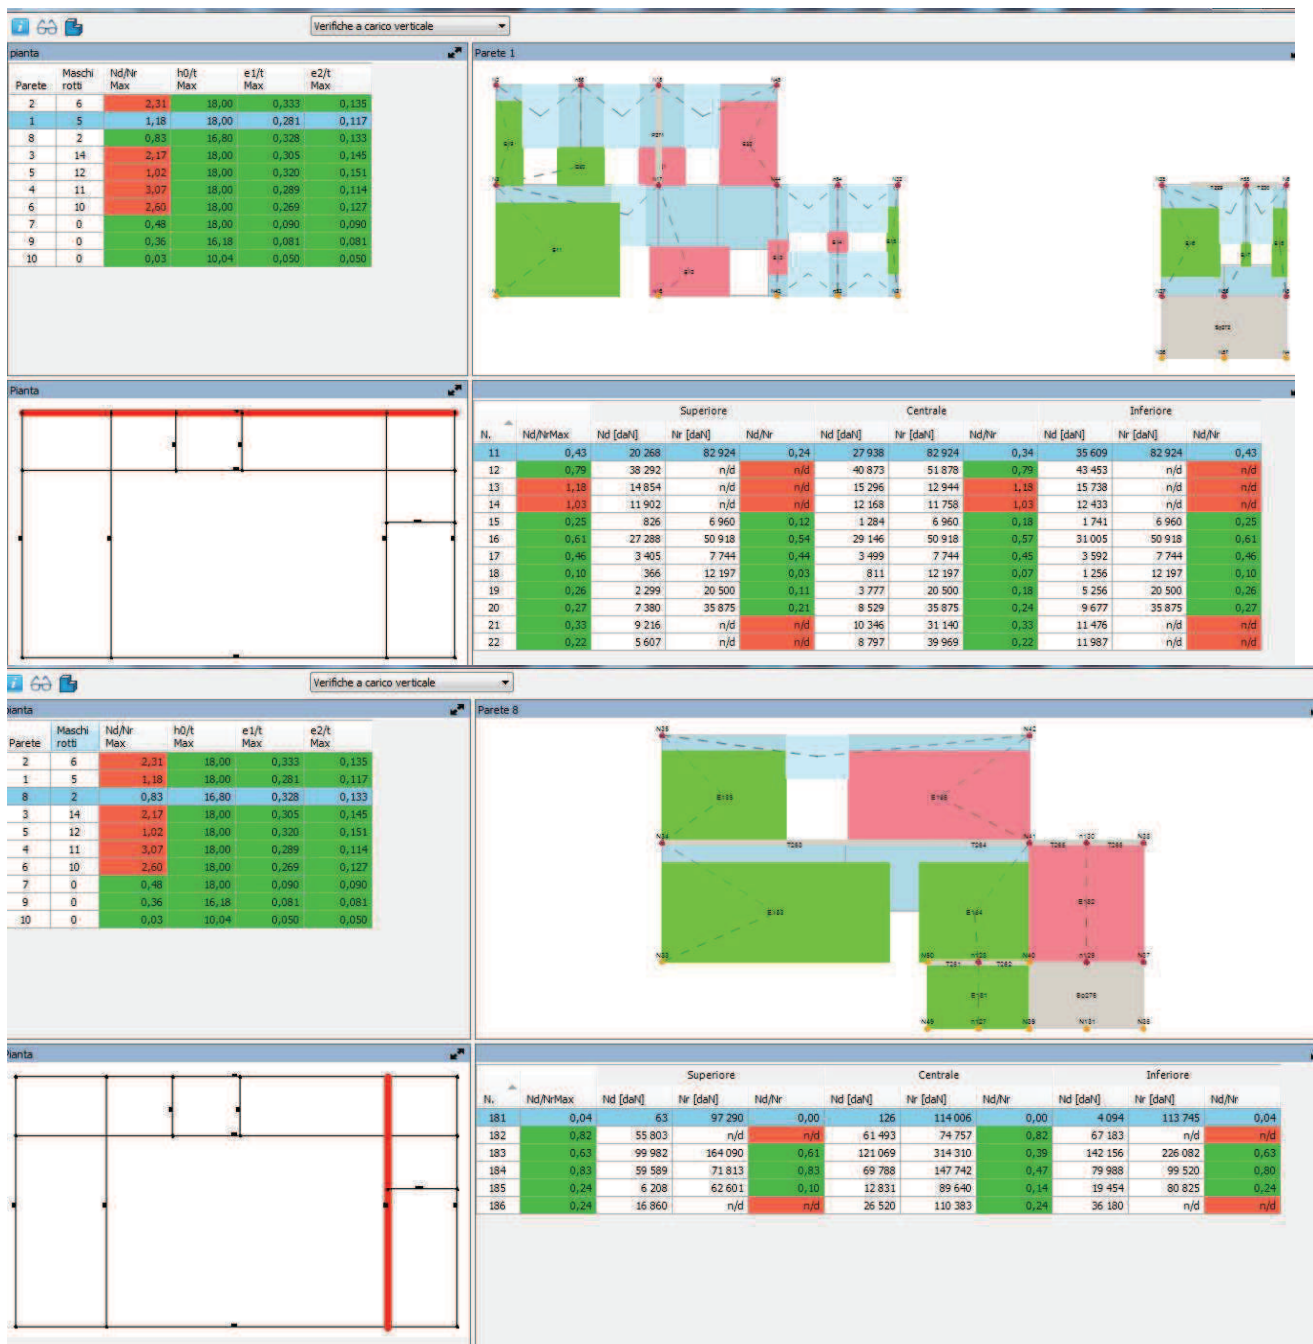 Verifiche a carico verticale
pianta
Parete Maschi rotti Nd/Nr Max h0/t Max e1/t Max e2/t Max
2 6 2,31 18,00 0,333 0,135
1 5 1,18 18,00 0,281 0,117
8 2 0,83 16,80 0,328 0,133
3 14 2,17 18,00 0,305 0,145
5 12 1,02 18,00 0,320 0,151
4 11 3,07 18,00 0,289 0,114
6 10 2,60 18,00 0,269 0,127
7 0 0,48 18,00 0,090 0,090
9 0 0,36 16,18 0,081 0,081
10 0 0,03 10,04 0,050 0,050
Parete 1
Pianta
Superiore Centrale Inferiore
N. Nd/NrMax Nd [daN] Nr [daN] Nd/Nr Nd [daN] Nr [daN] Nd/Nr Nd [daN] Nr [daN] Nd/Nr
11 0,43 20 268 82 924 0,24 27 938 82 924 0,34 35 609 82 924 0,43
12 0,79 38 292 n/d n/d 40 873 51 878 0,79 43 453 n/d n/d
13 1,18 14 854 n/d n/d 15 296 12 944 1,18 15 738 n/d n/d
14 1,03 11 902 n/d n/d 12 168 11 758 1,03 12 433 n/d n/d
15 0,25 826 6 960 0,12 1 284 6 960 0,18 1 741 6 960 0,25
16 0,61 27 288 50 918 0,54 29 146 50 918 0,57 31 005 50 918 0,61
17 0,46 3 405 7 744 0,44 3 499 7 744 0,45 3 592 7 744 0,46
18 0,10 366 12 197 0,03 811 12 197 0,07 1 256 12 197 0,10
19 0,26 2 299 20 500 0,11 3 777 20 500 0,18 5 256 20 500 0,26
20 0,27 7 380 35 875 0,21 8 529 35 875 0,24 9 677 35 875 0,27
21 0,33 9 216 n/d n/d 10 346 31 140 0,33 11 476 n/d n/d
22 0,22 5 607 n/d n/d 8 797 39 969 0,22 11 987 n/d n/d
Verifiche a carico verticale
pianta
Parete Maschi rotti Nd/Nr Max h0/t Max e1/t Max e2/t Max
2 6 2,31 18,00 0,333 0,135
1 5 1,18 18,00 0,281 0,117
8 2 0,83 16,80 0,328 0,133
3 14 2,17 18,00 0,305 0,145
5 12 1,02 18,00 0,320 0,151
4 11 3,07 18,00 0,289 0,114
6 10 2,60 18,00 0,269 0,127
7 0 0,48 18,00 0,090 0,090
9 0 0,36 16,18 0,081 0,081
10 0 0,03 10,04 0,050 0,050
Parete 8
N41 n130
T263 T264
E183 E184 E182
T261 T262
E181
Pianta
Superiore Centrale Inferiore
N. Nd/NrMax Nd [daN] Nr [daN] Nd/Nr Nd [daN] Nr [daN] Nd/Nr Nd [daN] Nr [daN] Nd/Nr
181 0,04 63 97 290 0,00 126 114 006 0,00 4 094 113 745 0,04
182 0,82 55 803 n/d n/d 61 493 74 757 0,82 67 183 n/d n/d
183 0,63 99 982 164 090 0,61 121 069 314 310 0,39 142 156 226 082 0,63
184 0,83 59 589 71 813 0,83 69 788 147 742 0,47 79 988 99 520 0,80
185 0,24 6 208 62 601 0,10 12 831 89 640 0,14 19 454 80 825 0,24
186 0,24 16 860 n/d n/d 26 520 110 383 0,24 36 180 n/d n/d